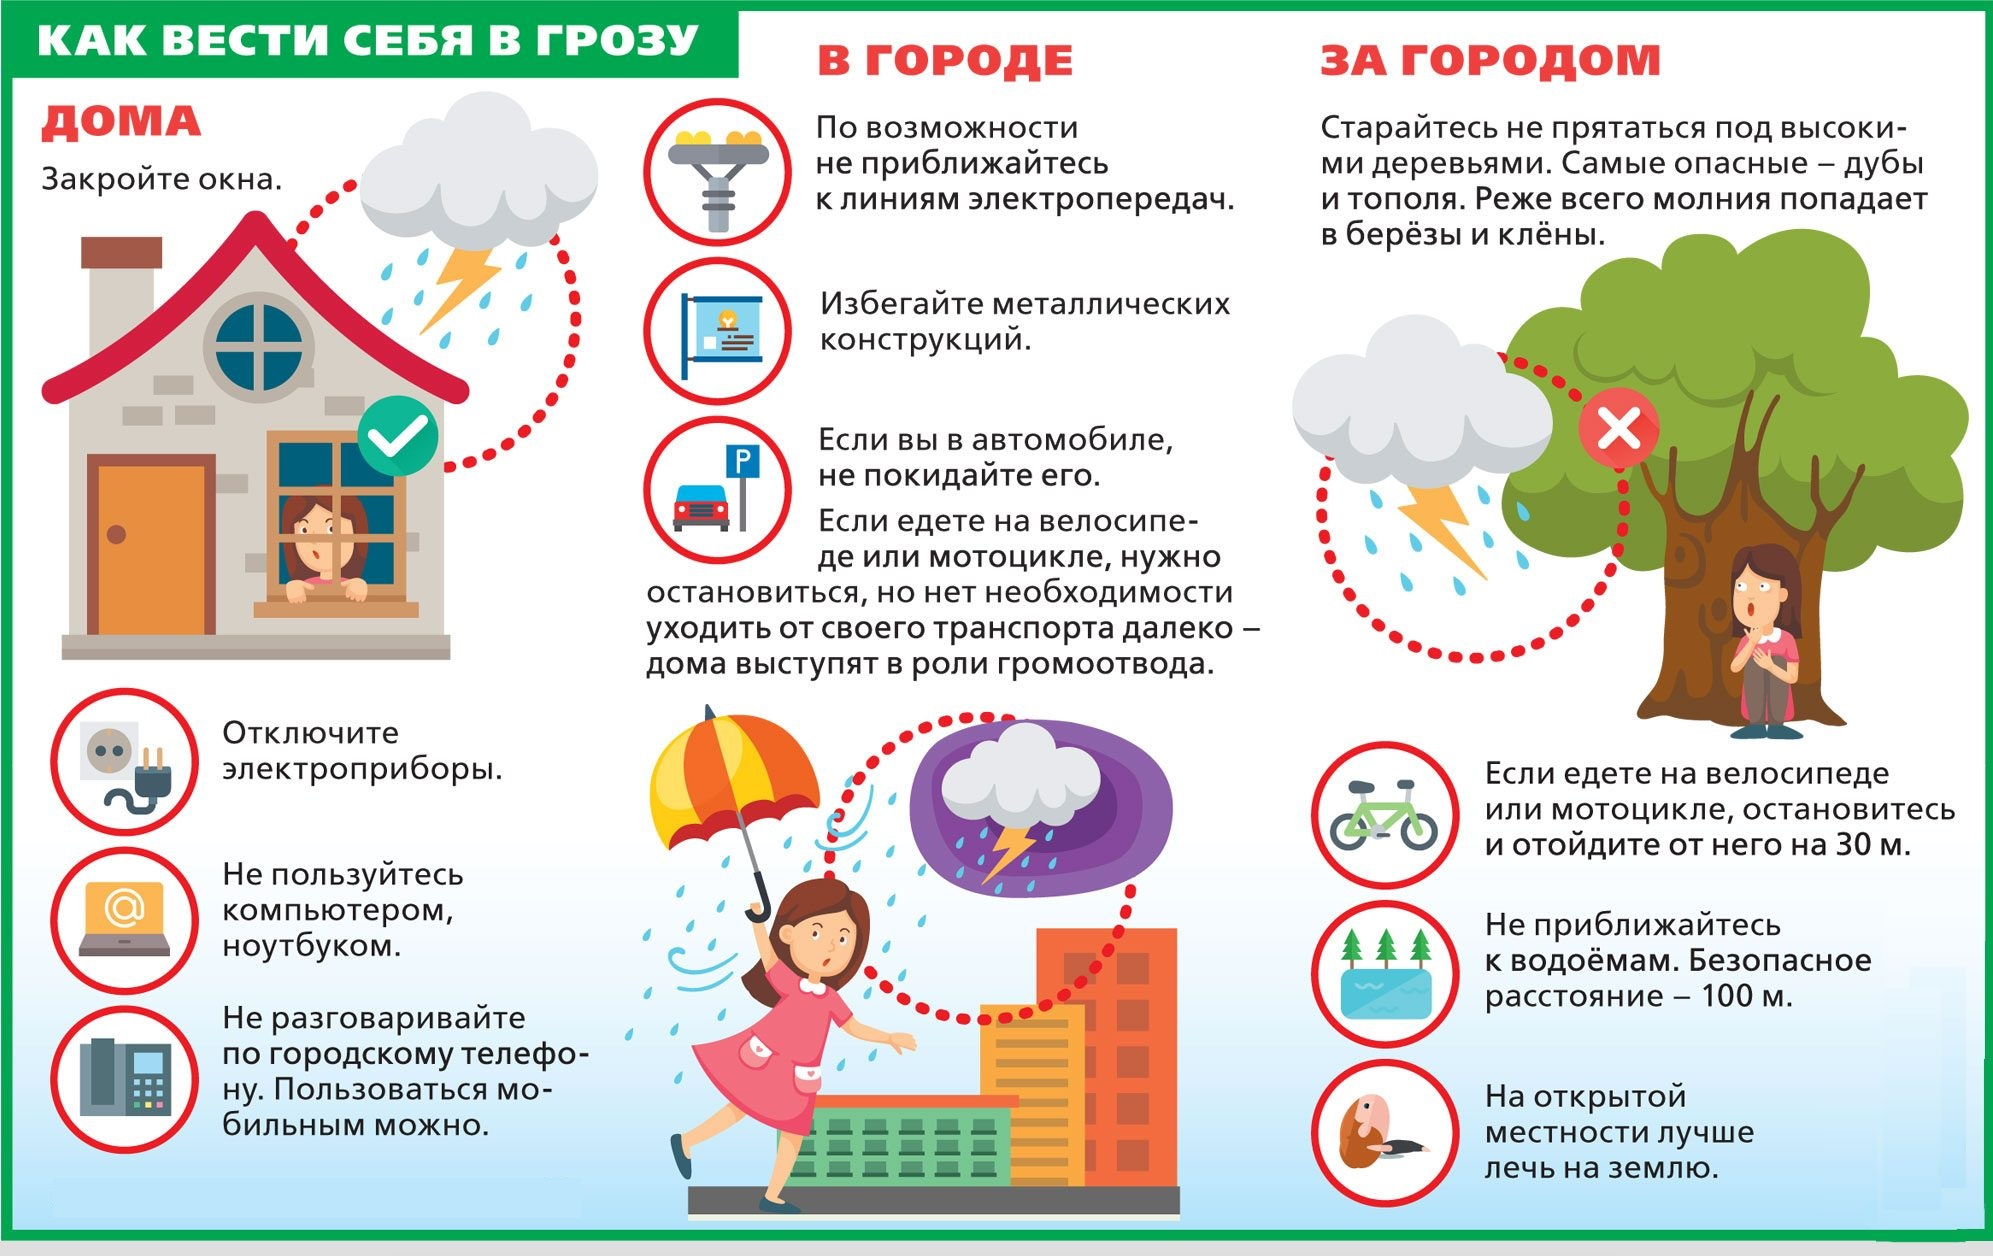 КАК ВЕСТИ СЕБЯ В ГРОЗУ
ДОМА
Закройте окна.
Отключите
электроприборы.
@
Не пользуйтесь
компьютером,
ноутбуком.
Не разговаривайте
по городскому телефо-
ну. Пользоваться мо-
бильным можно.
В ГОРОДЕ
По возможности
не приближайтесь
к линиям электропередач.
Избегайте металлических
конструкций.
P
Если вы в автомобиле,
не покидайте его.
Если едете на велосипе-
де или мотоцикле, нужно
остановиться, но нет необходимости
уходить от своего транспорта далеко –
дома выступят в роли громоотвода.
ЗА ГОРОДОМ
Старайтесь не прятаться под высоки-
ми деревьями. Самые опасные – дубы
и тополя. Реже всего молния попадает
в берёзы и клёны.
Если едете на велосипеде
или мотоцикле, остановитесь
и отойдите от него на 30 м.
Не приближайтесь
к водоёмам. Безопасное
расстояние – 100 м.
На открытой
местности лучше
лечь на землю.